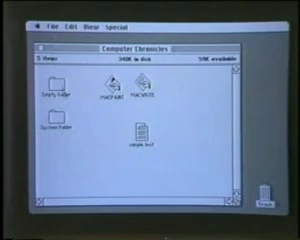 File Edit View Special
Computer Chronicles
5 items 340K in disk 59K available
Empty Folder MACPAINT MACWRITE
System Folder
sample text
Trash